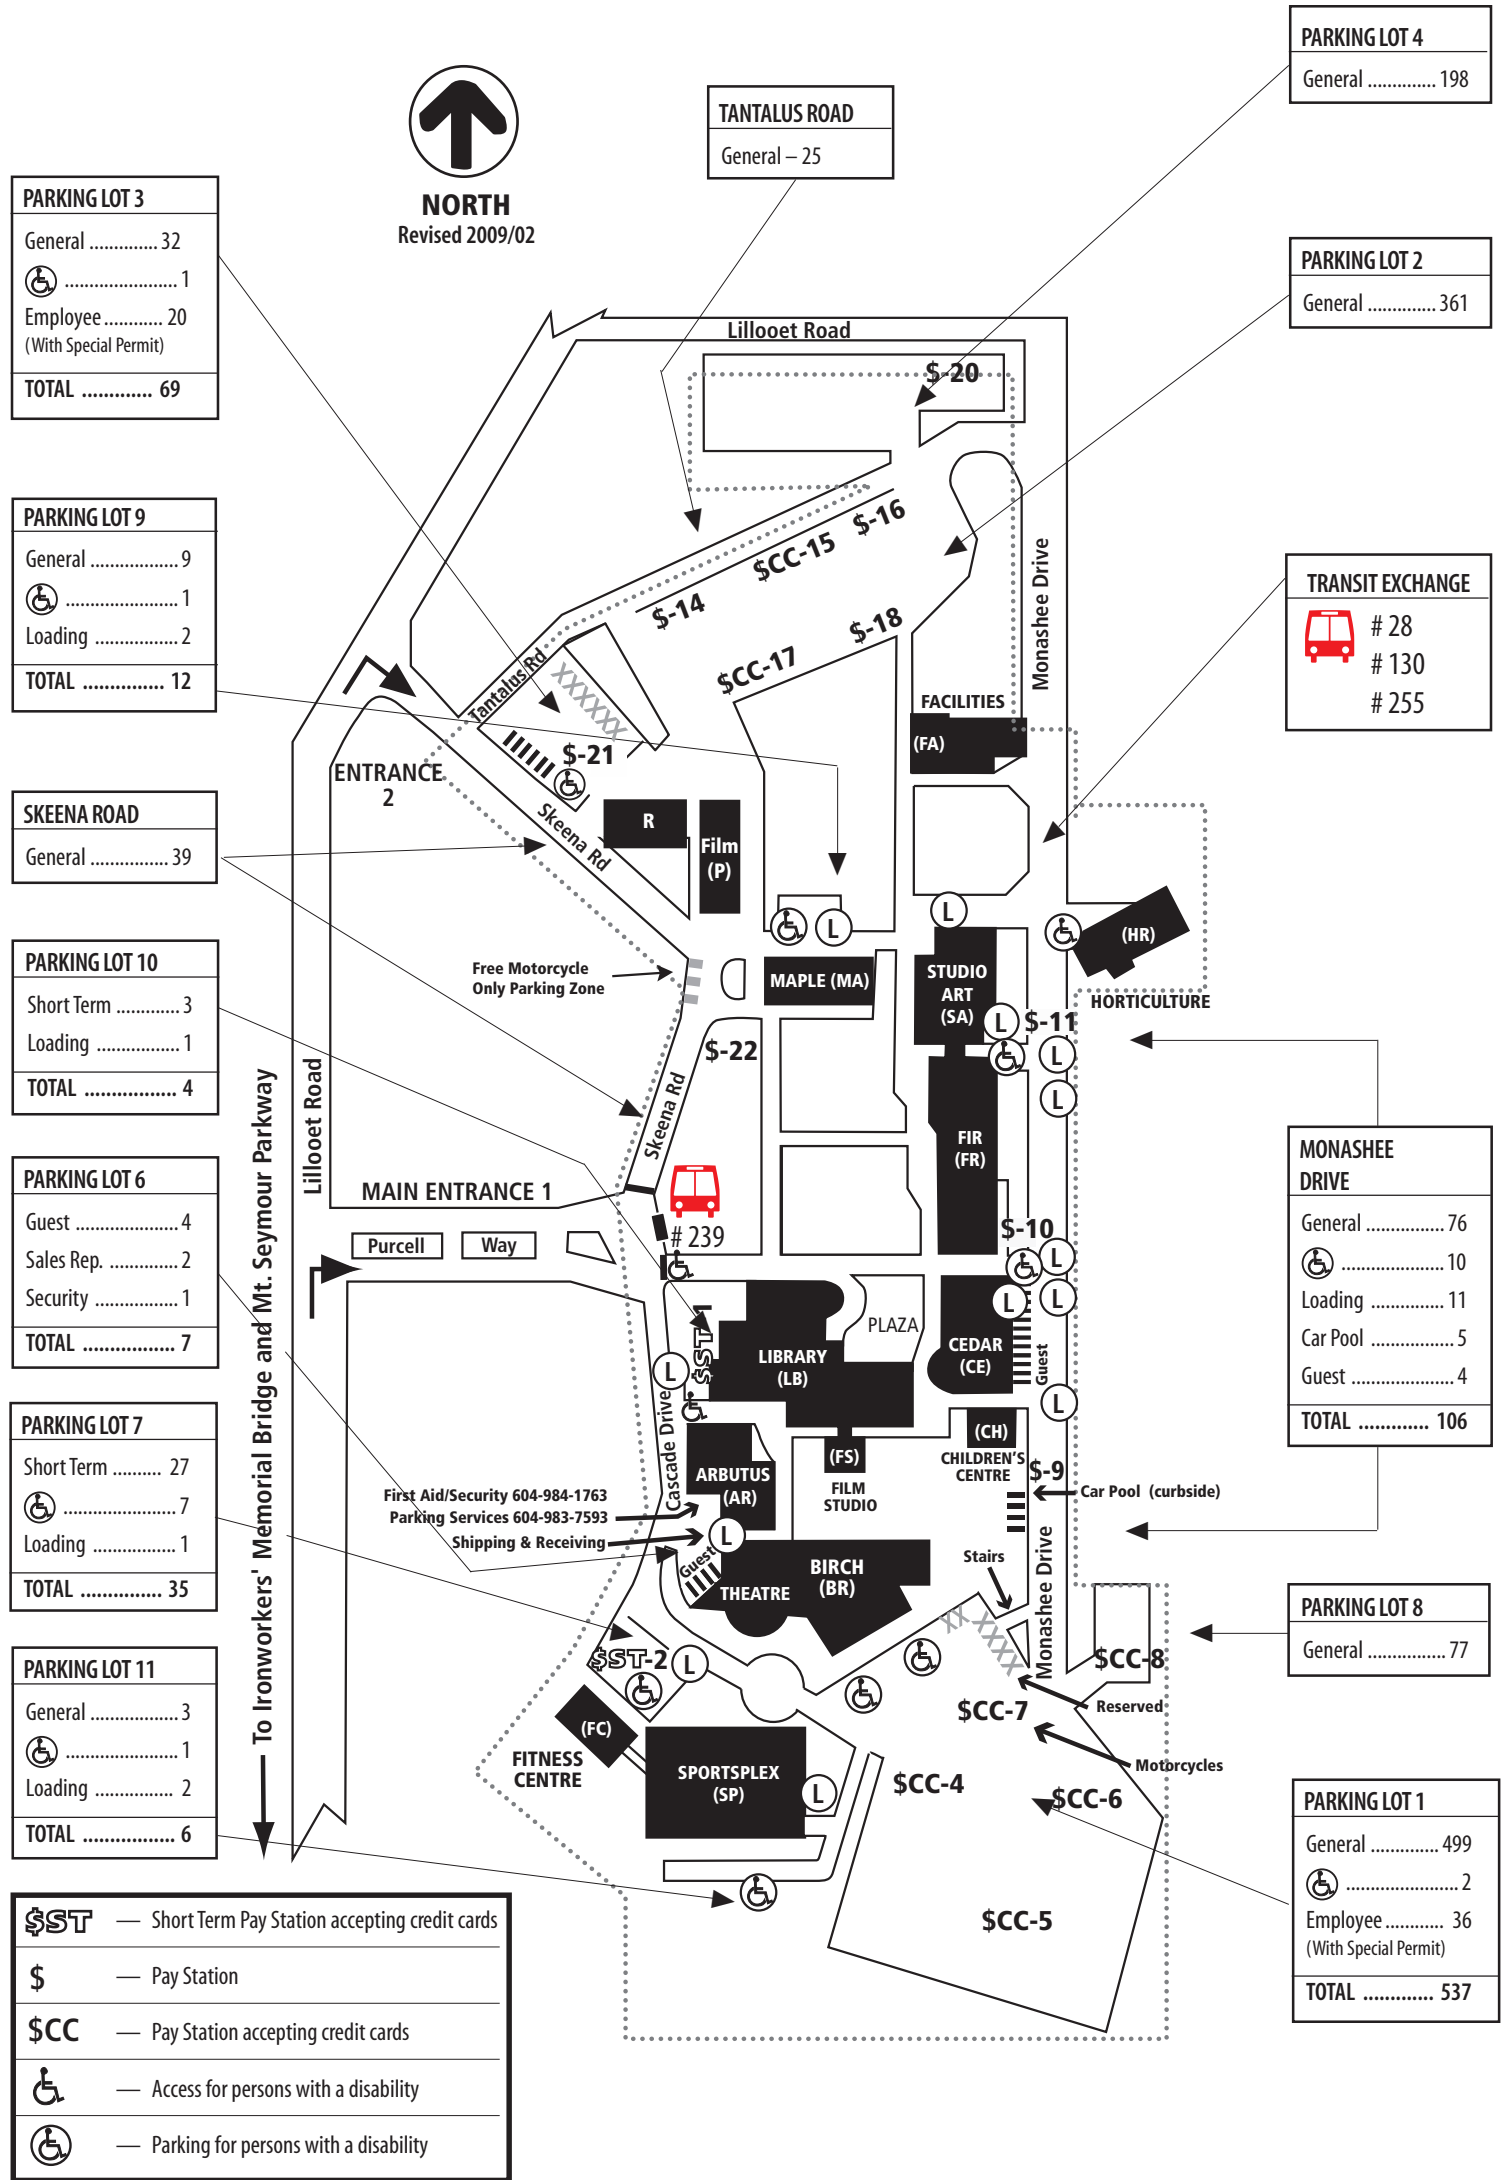 PARKING LOT 4
General .............. 198
TANTALUS ROAD
General – 25
NORTH
Revised 2009/02
PARKING LOT 3
General .............. 32
....................... 1
Employee ............ 20
(With Special Permit)
TOTAL ............. 69
PARKING LOT 2
General .............. 361
PARKING LOT 9
General .................. 9
....................... 1
Loading ................. 2
TOTAL ............... 12
TRANSIT EXCHANGE
# 28
# 130
# 255
SKEENA ROAD
General ................ 39
PARKING LOT 10
Short Term ............. 3
Loading ................. 1
TOTAL ................. 4
PARKING LOT 6
Guest ..................... 4
Sales Rep. .............. 2
Security ................. 1
TOTAL ................. 7
PARKING LOT 7
Short Term .......... 27
....................... 7
Loading ................. 1
TOTAL ............... 35
PARKING LOT 11
General .................. 3
....................... 1
Loading ................ 2
TOTAL ................. 6
MONASHEE
DRIVE
General ................ 76
..................... 10
Loading ............... 11
Car Pool ................. 5
Guest ..................... 4
TOTAL ............. 106
PARKING LOT 8
General ................ 77
PARKING LOT 1
General .............. 499
....................... 2
Employee ............ 36
(With Special Permit)
TOTAL ............. 537
Lillooet Road
$-20
$-16
$CC-15
$-14
$-18
$CC-17
Monashee Drive
Tantalus Rd
FACILITIES
(FA)
$-21
ENTRANCE
2
Skeena Rd
R
Film
(P)
L
L
(HR)
HORTICULTURE
Free Motorcycle
Only Parking Zone
MAPLE (MA)
STUDIO
ART
(SA)
L
$-11
L
L
$-22
Skeena Rd
FIR
(FR)
Lillooet Road
MAIN ENTRANCE 1
# 239
Purcell
Way
$-10
L
L
L
To Ironworkers' Memorial Bridge and Mt. Seymour Parkway
$ST-1
PLAZA
LIBRARY
(LB)
CEDAR
(CE)
Guest
L
L
Cascade Drive
(CH)
CHILDREN'S
CENTRE
(FS)
FILM
STUDIO
$-9
Car Pool (curbside)
ARBUTUS
(AR)
First Aid/Security 604-984-1763
Parking Services 604-983-7593
Shipping & Receiving
L
Guest
Stairs
Monashee Drive
BIRCH
(BR)
THEATRE
$ST-2
L
$CC-8
Reserved
$CC-7
Motorcycles
(FC)
FITNESS
CENTRE
SPORTSPLEX
(SP)
L
$CC-4
$CC-6
$CC-5
$ST — Short Term Pay Station accepting credit cards
$ — Pay Station
$CC — Pay Station accepting credit cards
— Access for persons with a disability
— Parking for persons with a disability